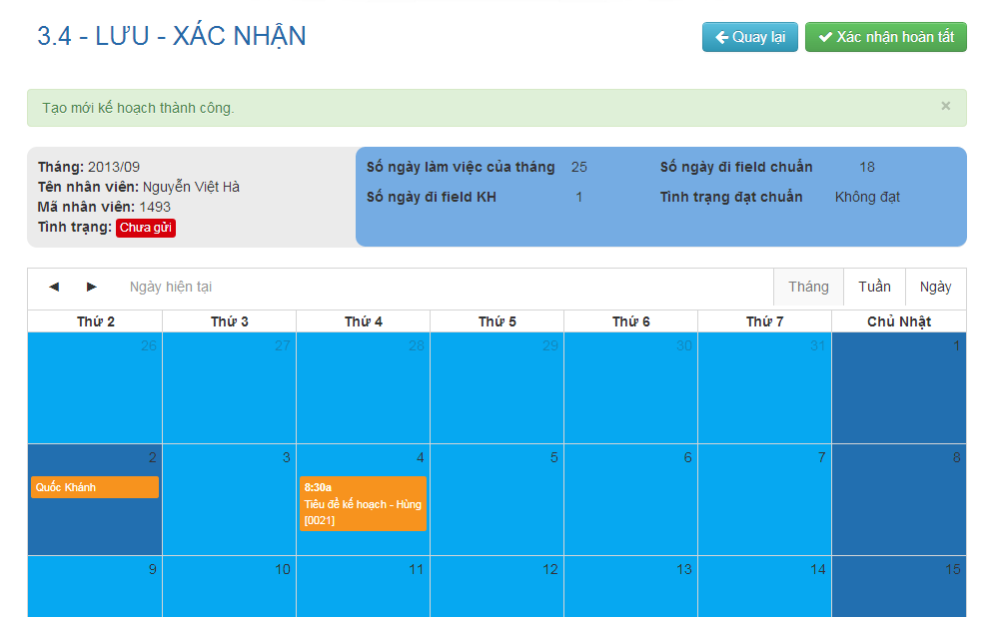 3.4 - LƯU - XÁC NHẬN
Quay lại
Xác nhận hoàn tất
Tạo mới kế hoạch thành công.
×
Tháng: 2013/09
Tên nhân viên: Nguyễn Việt Hà
Mã nhân viên: 1493
Tình trạng: Chưa gửi
Số ngày làm việc của tháng 25 Số ngày đi field chuẩn 18
Số ngày đi field KH 1 Tình trạng đạt chuẩn Không đạt
◄ ► Ngày hiện tại Tháng Tuần Ngày
Thứ 2 Thứ 3 Thứ 4 Thứ 5 Thứ 6 Thứ 7 Chủ Nhật
26 27 28 29 30 31 1
2 3 4 5 6 7 8
Quốc Khánh
8:30a
Tiêu đề kế hoạch - Hùng
[0021]
9 10 11 12 13 14 15